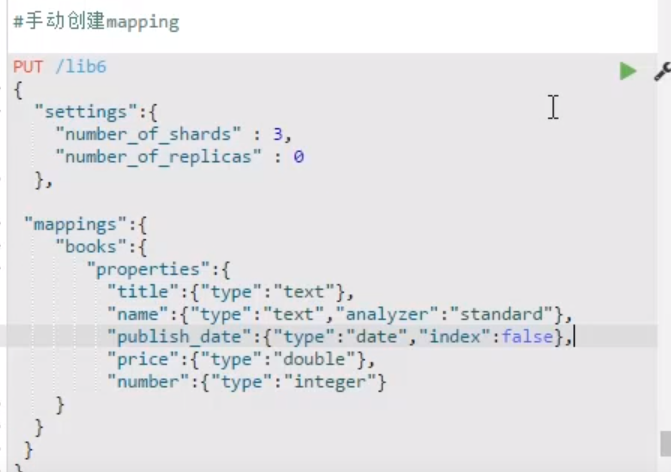 #手动创建mapping
PUT /lib6
{
"settings":{
"number_of_shards" : 3,
"number_of_replicas" : 0
},
"mappings":{
"books":{
"properties":{
"title":{"type":"text"},
"name":{"type":"text","analyzer":"standard"},
"publish_date":{"type":"date","index":false},
"price":{"type":"double"},
"number":{"type":"integer"}
}
}
}
}